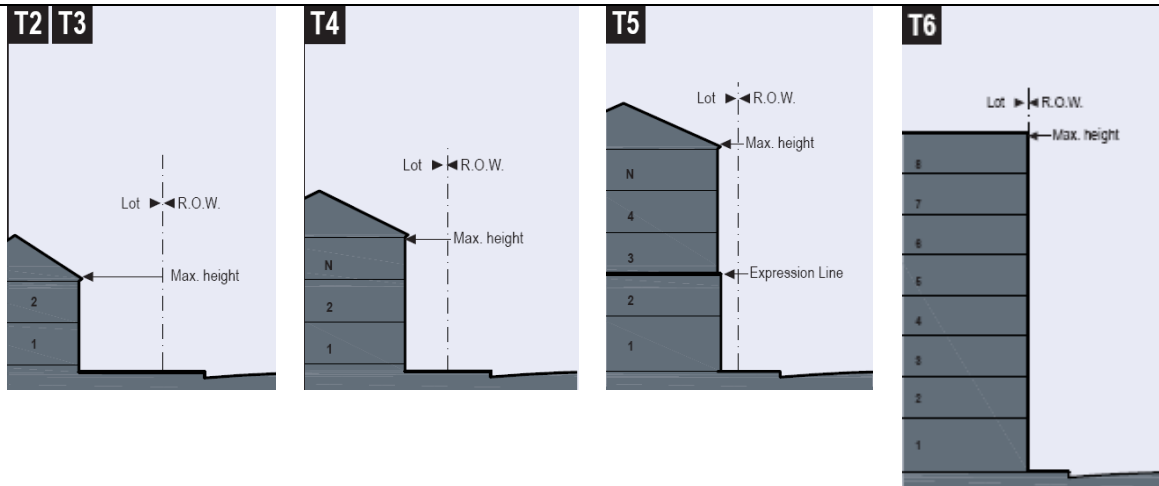 T2 T3
Lot R.O.W.
Max. height
2
1
T4
Lot R.O.W.
Max. height
N
2
1
T5
Lot R.O.W.
Max. height
N
4
3
Expression Line
2
1
T6
Lot R.O.W.
Max. height
8
7
6
5
4
3
2
1